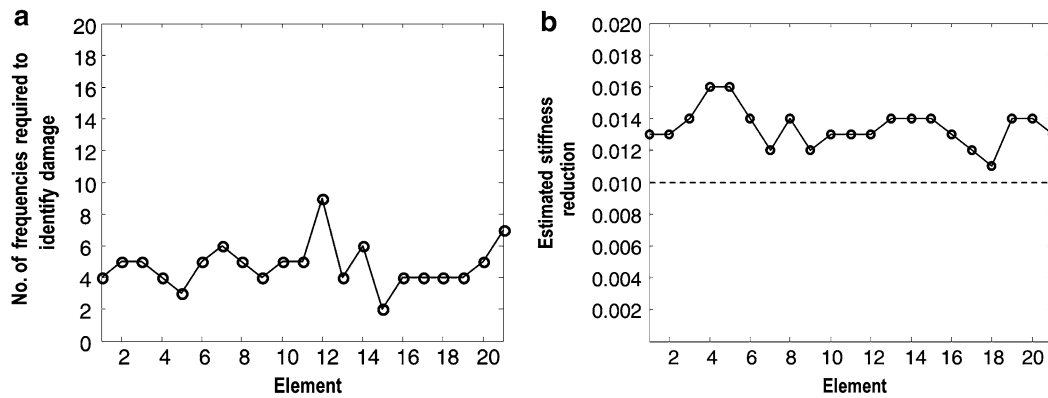 a
No. of frequencies required to
identify damage
20
18
16
14
12
10
8
6
4
2
0
2 4 6 8 10 12 14 16 18 20
Element
b
Estimated stiffness
reduction
0.020
0.018
0.016
0.014
0.012
0.010
0.008
0.006
0.004
0.002
2 4 6 8 10 12 14 16 18 20
Element